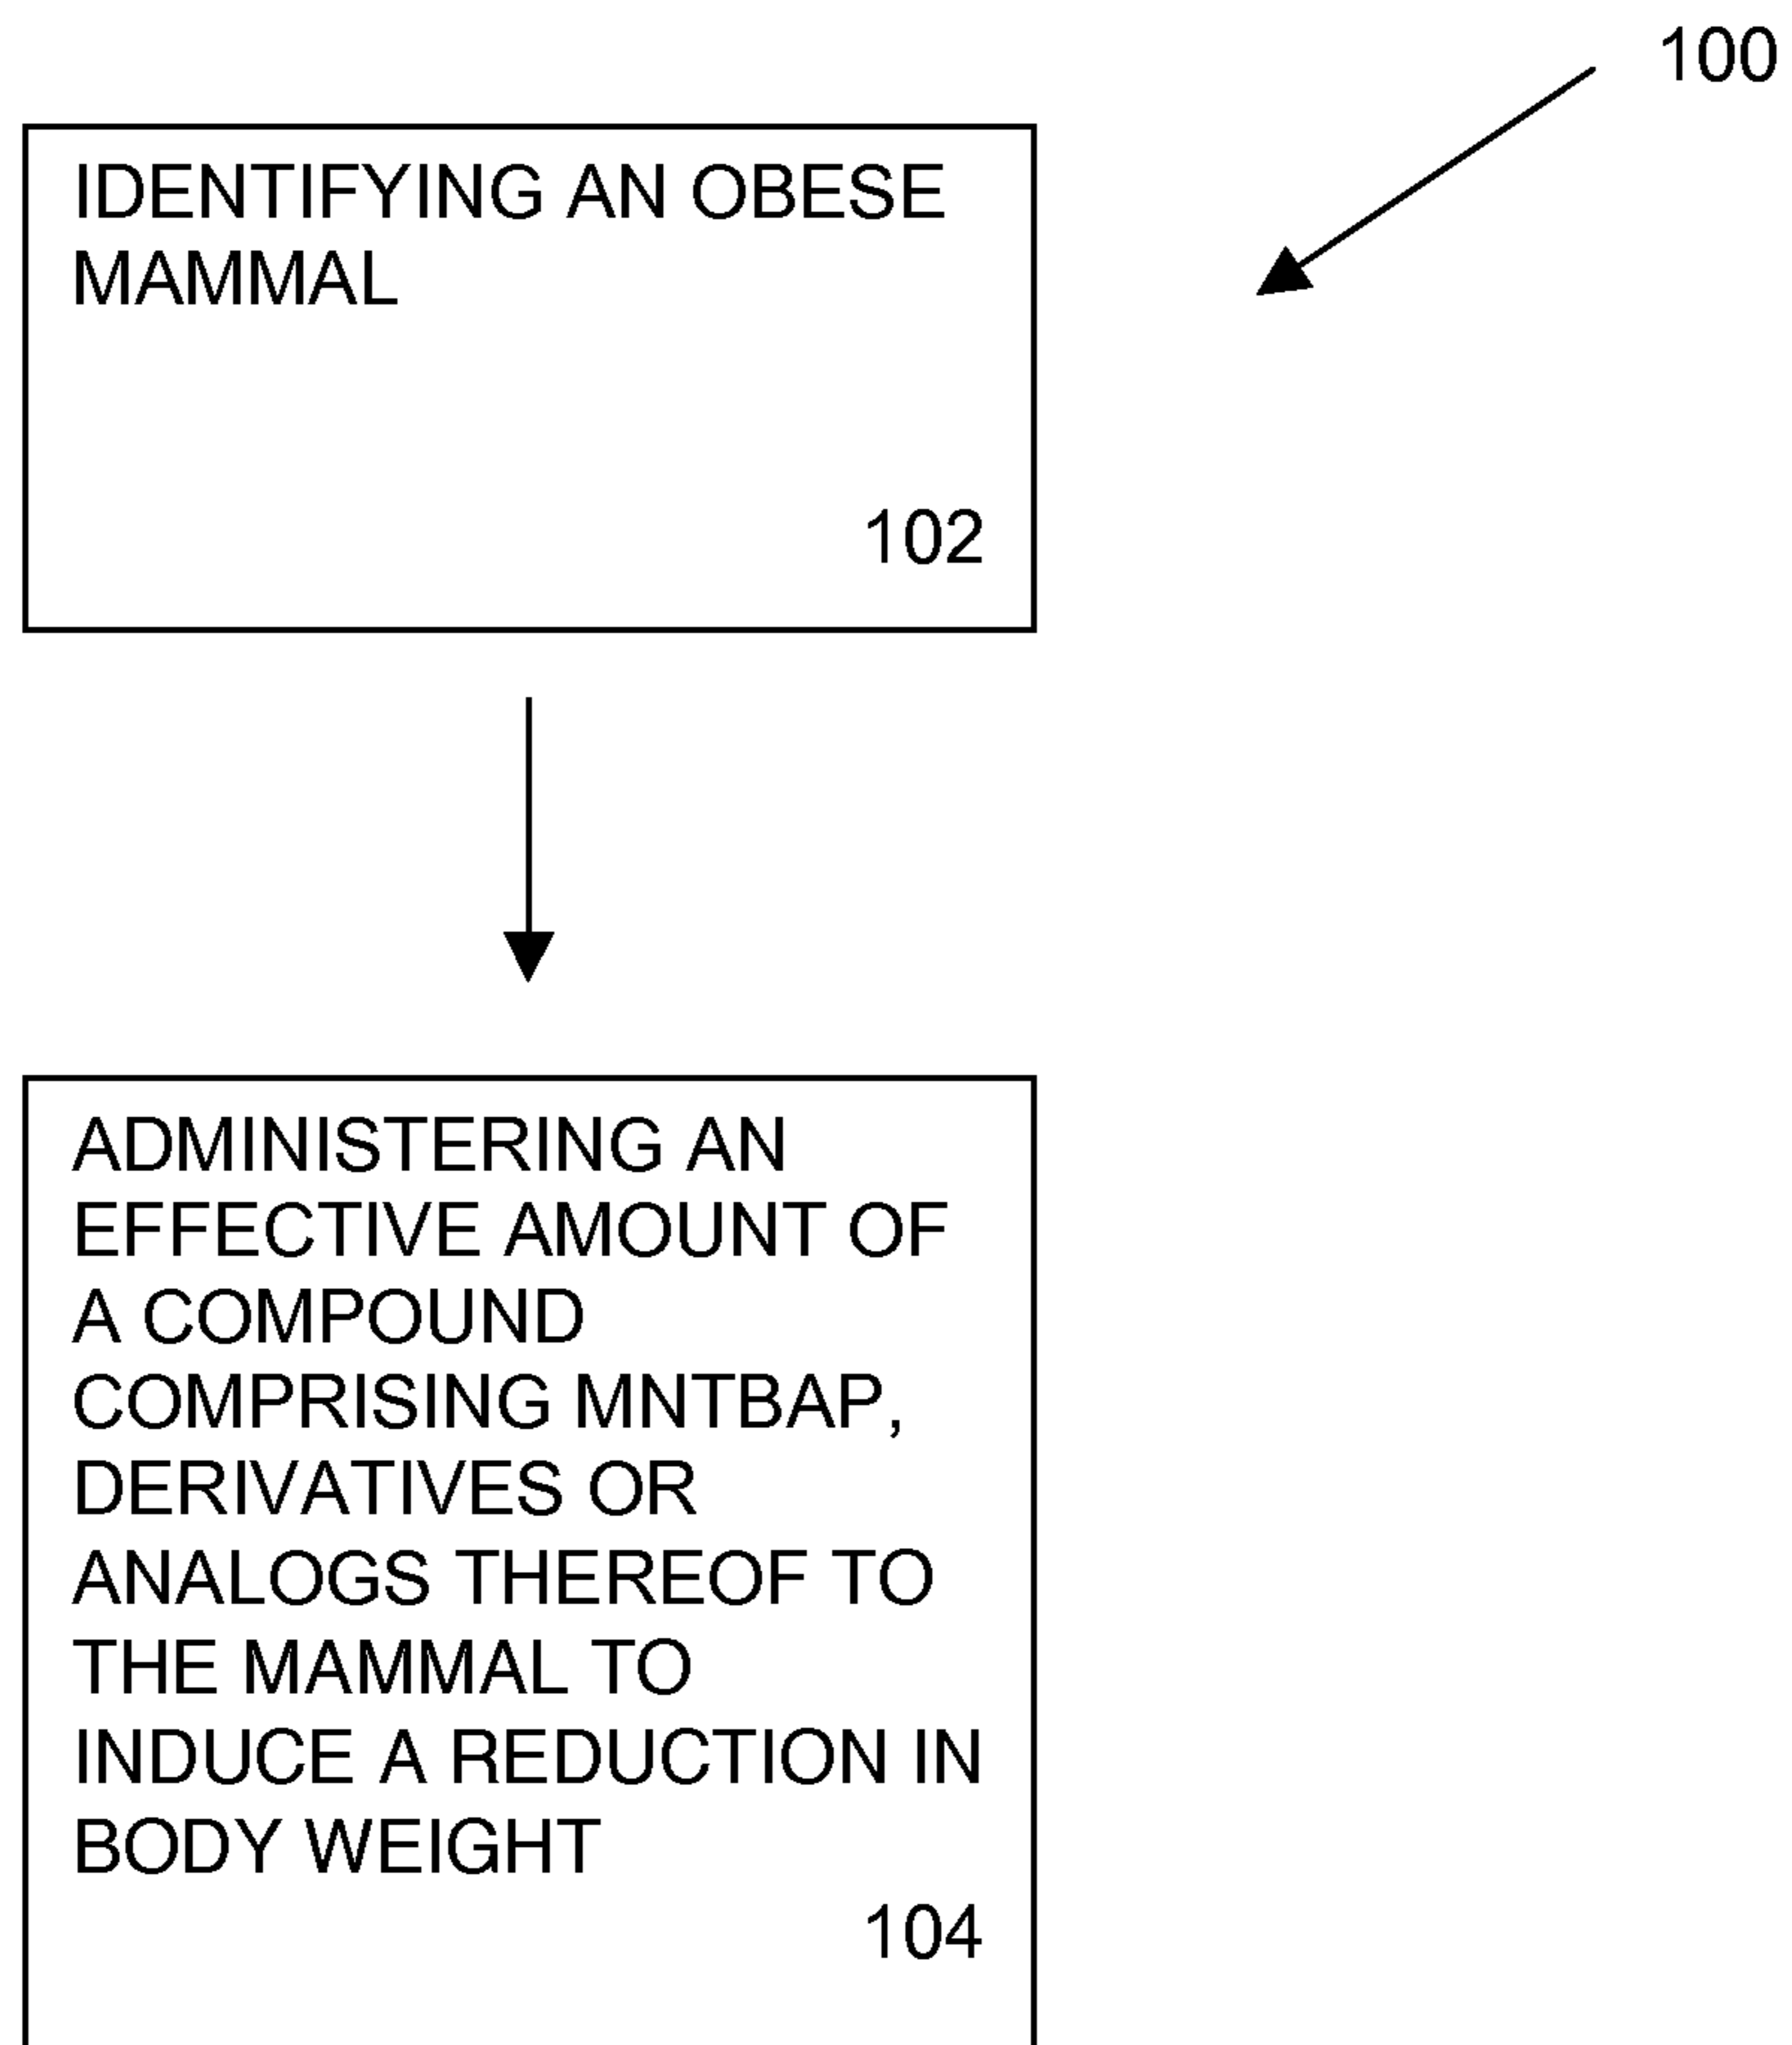 100
IDENTIFYING AN OBESE
MAMMAL
102
ADMINISTERING AN
EFFECTIVE AMOUNT OF
A COMPOUND
COMPRISING MNTBAP,
DERIVATIVES OR
ANALOGS THEREOF TO
THE MAMMAL TO
INDUCE A REDUCTION IN
BODY WEIGHT
104